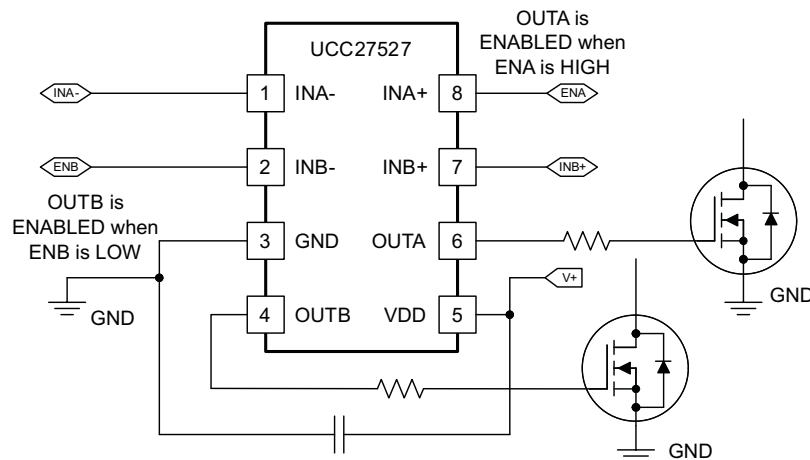 OUTA is
ENABLED when
ENA is HIGH
UCC27527
INA-
1
INA-
INA+
8
ENA
ENB
2
INB-
INB+
7
INB+
OUTB is
ENABLED when
ENB is LOW
3
GND
OUTA
6
GND
V+
GND
4
OUTB
VDD
5
GND